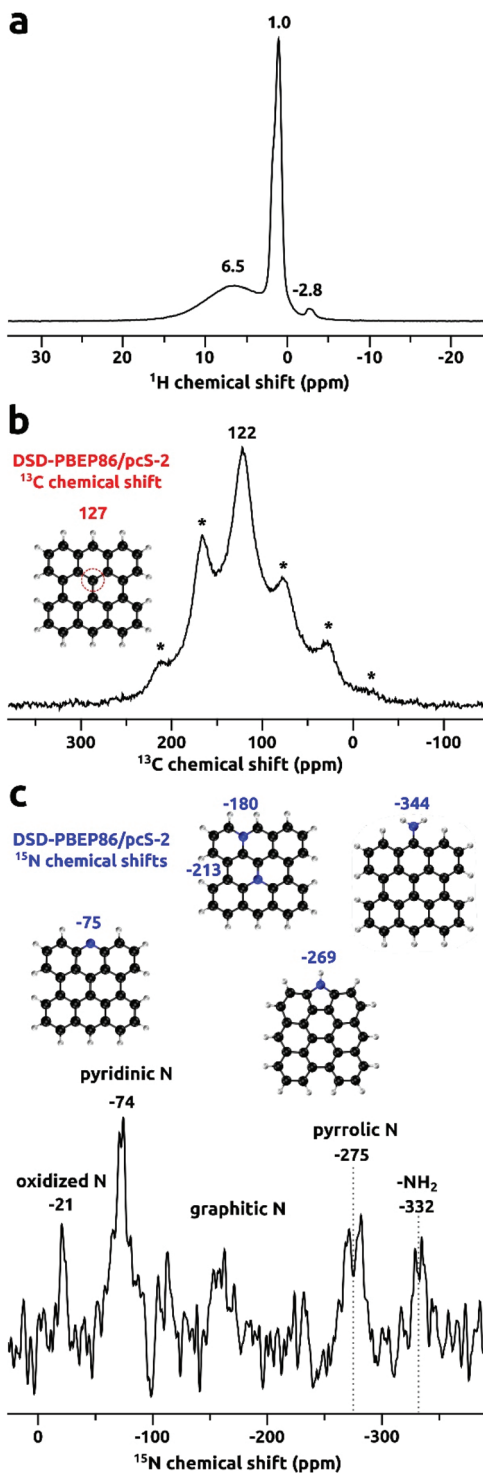 a
1.0
6.5
-2.8
30 20 10 0 -10 -20
¹H chemical shift (ppm)
b
122
DSD-PBEP86/pcS-2
¹³C chemical shift
127
*
*
*
*
*
300 200 100 0 -100
¹³C chemical shift (ppm)
c
-180
-344
DSD-PBEP86/pcS-2
¹⁵N chemical shifts
-213
-75
-269
pyridinic N
-74
pyrrolic N
-275
oxidized N
-21
graphitic N
-NH₂
-332
0 -100 -200 -300
¹⁵N chemical shift (ppm)